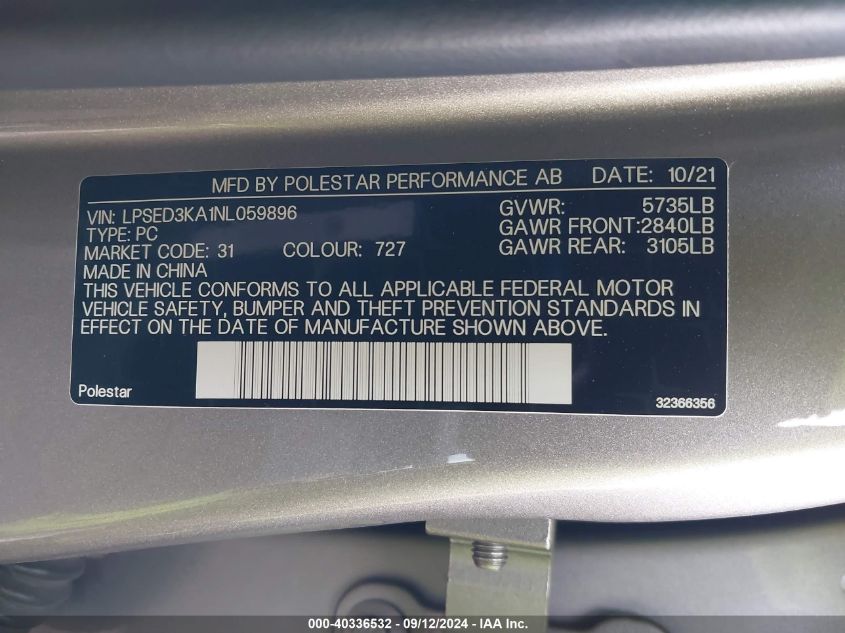 MFD BY POLESTAR PERFORMANCE AB DATE: 10/21
VIN: LPSED3KA1NL059896 GVWR: 5735LB
TYPE: PC GAWR FRONT:2840LB
MARKET CODE: 31 COLOUR: 727 GAWR REAR: 3105LB
MADE IN CHINA
THIS VEHICLE CONFORMS TO ALL APPLICABLE FEDERAL MOTOR
VEHICLE SAFETY, BUMPER AND THEFT PREVENTION STANDARDS IN
EFFECT ON THE DATE OF MANUFACTURE SHOWN ABOVE.
Polestar 32366356
000-40336532 - 09/12/2024 - IAA Inc.